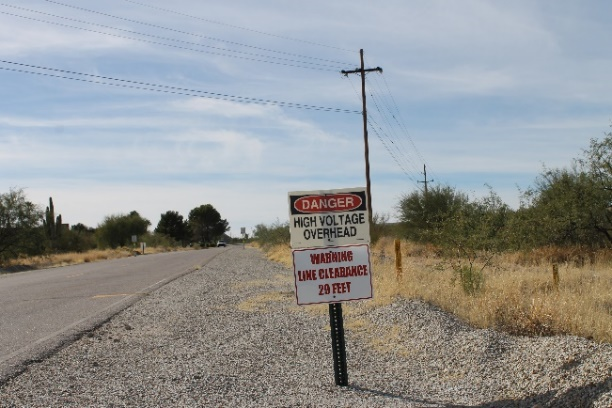 DANGER
HIGH VOLTAGE
OVERHEAD
WARNING
LINE CLEARANCE
20 FEET